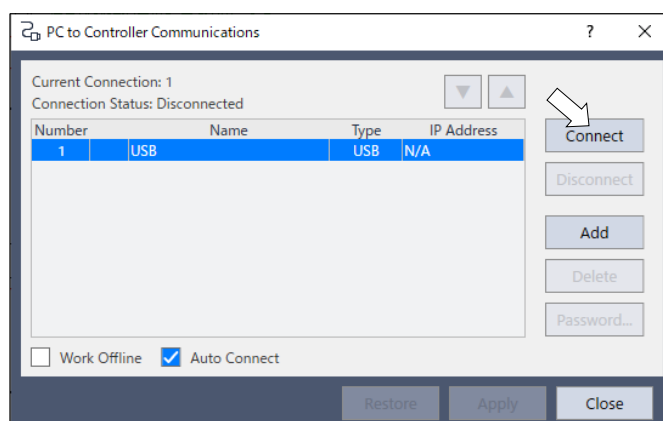 PC to Controller Communications
?
Current Connection: 1
Connection Status: Disconnected
Number Name Type IP Address
1 USB USB N/A
Connect
Disconnect
Add
Delete
Password...
Work Offline Auto Connect
Restore Apply Close